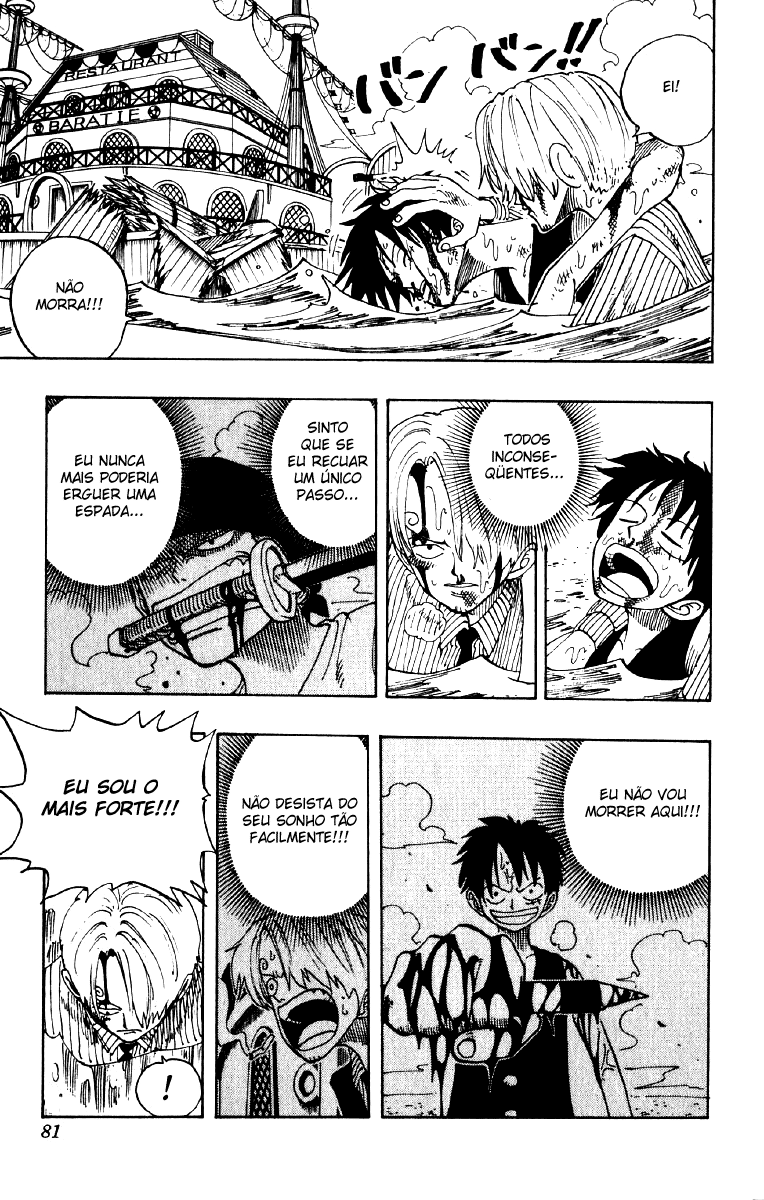 EI!
バン バン!!
RESTAURANT
BARATIE
NÃO
MORRA!!!
TODOS
INCONSE-
QÜENTES...
SINTO
QUE SE
EU RECUAR
UM ÚNICO
PASSO...
EU NUNCA
MAIS PODERIA
ERGUER UMA
ESPADA...
EU NÃO VOU
MORRER AQUI!!!
NÃO DESISTA DO
SEU SONHO TÃO
FACILMENTE!!!
EU SOU O
MAIS FORTE!!!
!
81